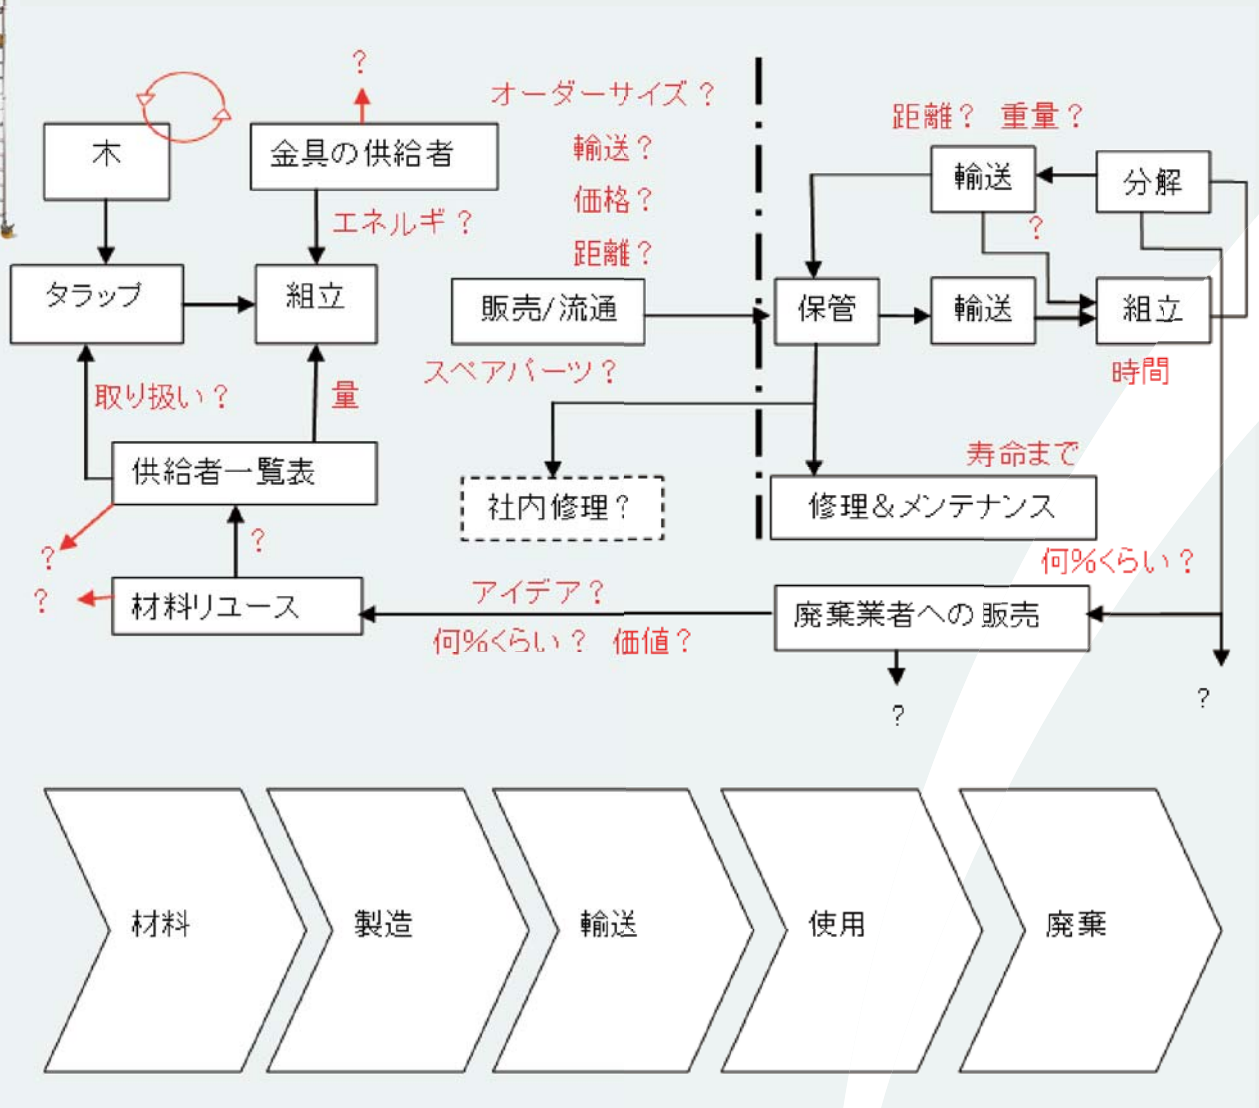 ?
オーダーサイズ?
距離? 重量?
木
金具の供給者
輸送?
輸送
分解
エネルギ?
価格?
?
距離?
タラップ
組立
販売/流通
保管
輸送
組立
取り扱い?
量
スペアパーツ?
時間
供給者一覧表
寿命まで
社内修理?
修理&メンテナンス
?
?
何%くらい?
?
材料リユース
アイデア?
廃棄業者への販売
何%くらい? 価値?
?
?
材料
製造
輸送
使用
廃棄